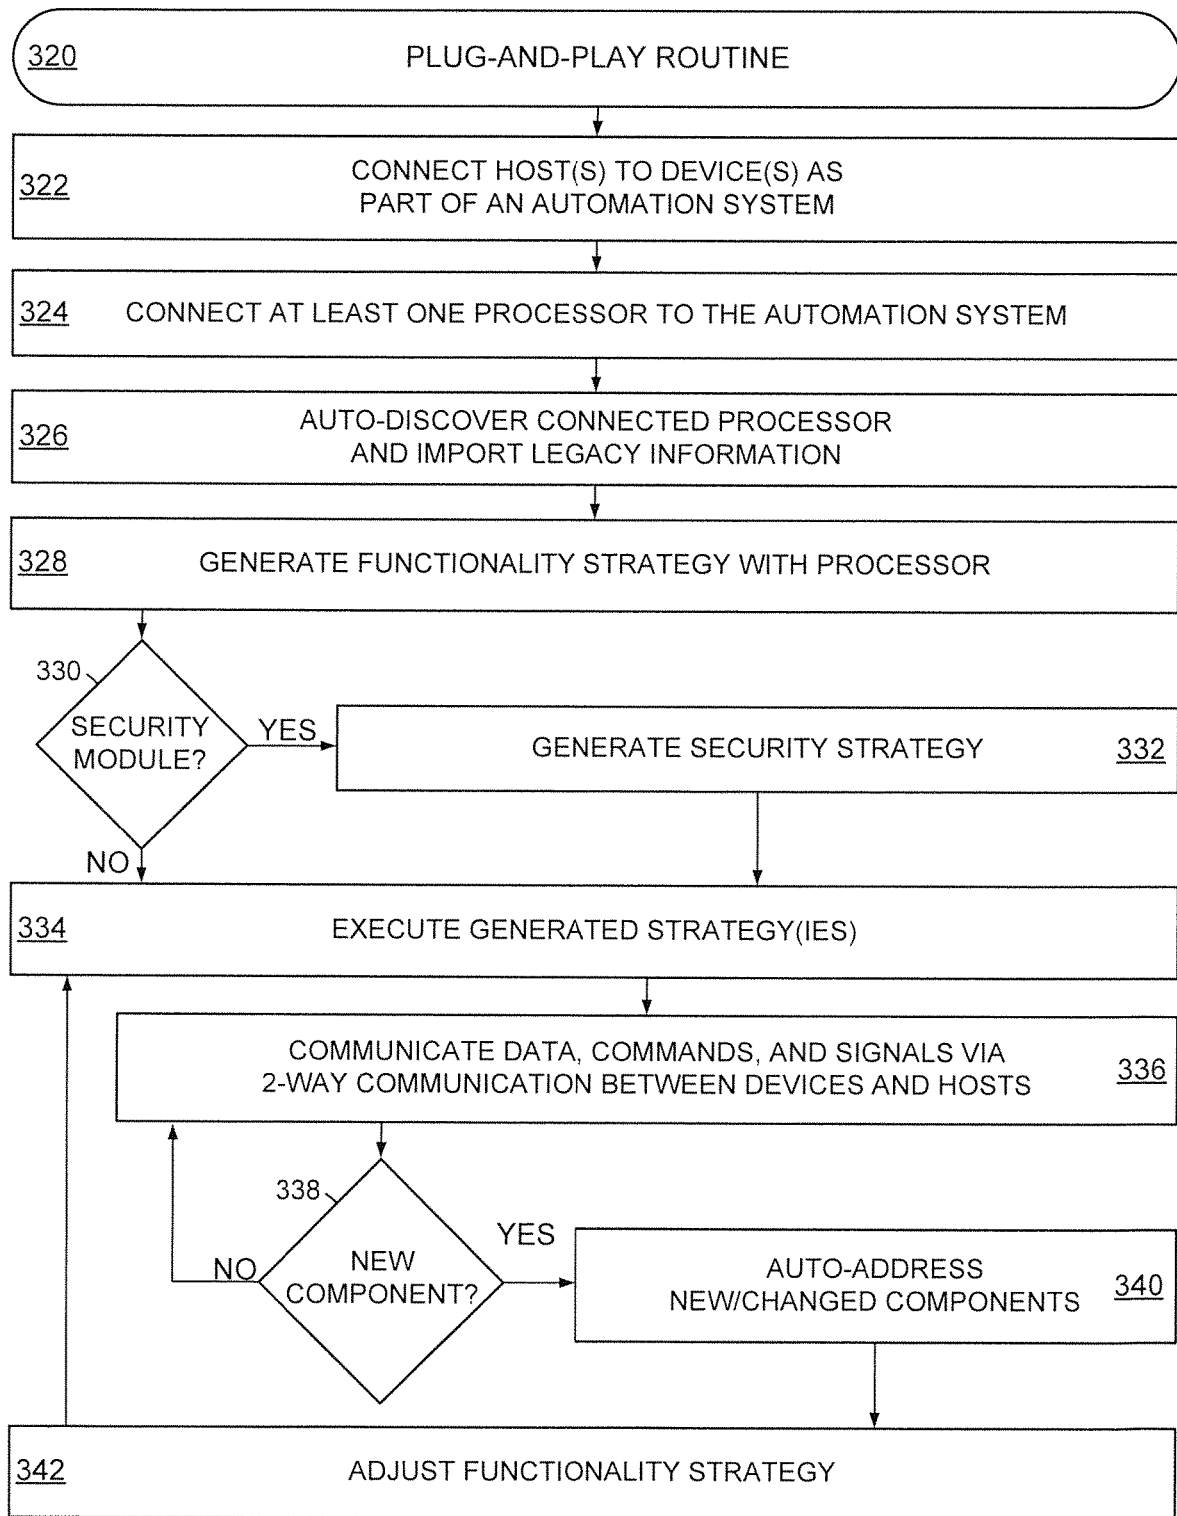 320
PLUG-AND-PLAY ROUTINE
322
CONNECT HOST(S) TO DEVICE(S) AS
PART OF AN AUTOMATION SYSTEM
324
CONNECT AT LEAST ONE PROCESSOR TO THE AUTOMATION SYSTEM
326
AUTO-DISCOVER CONNECTED PROCESSOR
AND IMPORT LEGACY INFORMATION
328
GENERATE FUNCTIONALITY STRATEGY WITH PROCESSOR
330
SECURITY
MODULE?
YES
GENERATE SECURITY STRATEGY
332
NO
334
EXECUTE GENERATED STRATEGY(IES)
COMMUNICATE DATA, COMMANDS, AND SIGNALS VIA
2-WAY COMMUNICATION BETWEEN DEVICES AND HOSTS
336
338
NEW
COMPONENT?
NO
YES
AUTO-ADDRESS
NEW/CHANGED COMPONENTS
340
342
ADJUST FUNCTIONALITY STRATEGY